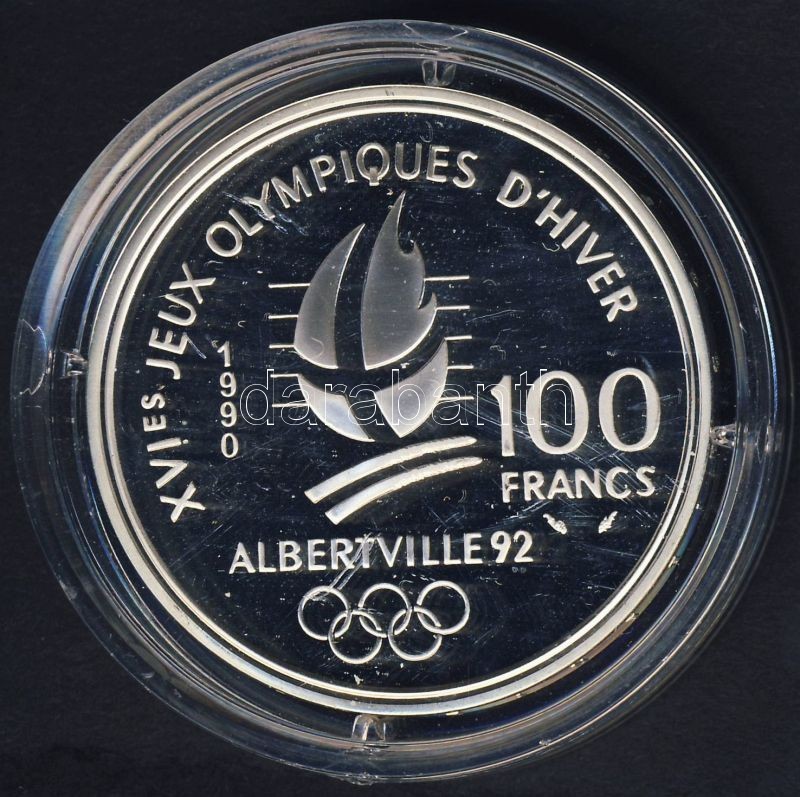 XVIES JEUX OLYMPIQUES D'HIVER
1990
darabanth
100
FRANCS
ALBERTVILLE 92